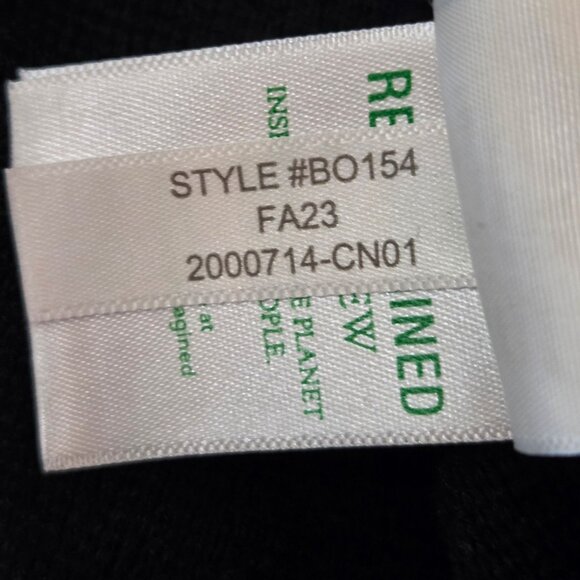 STYLE #BO154
FA23
2000714-CN01
RE
INED
EW
INSI
E PLANET
OPLE.
at
agined